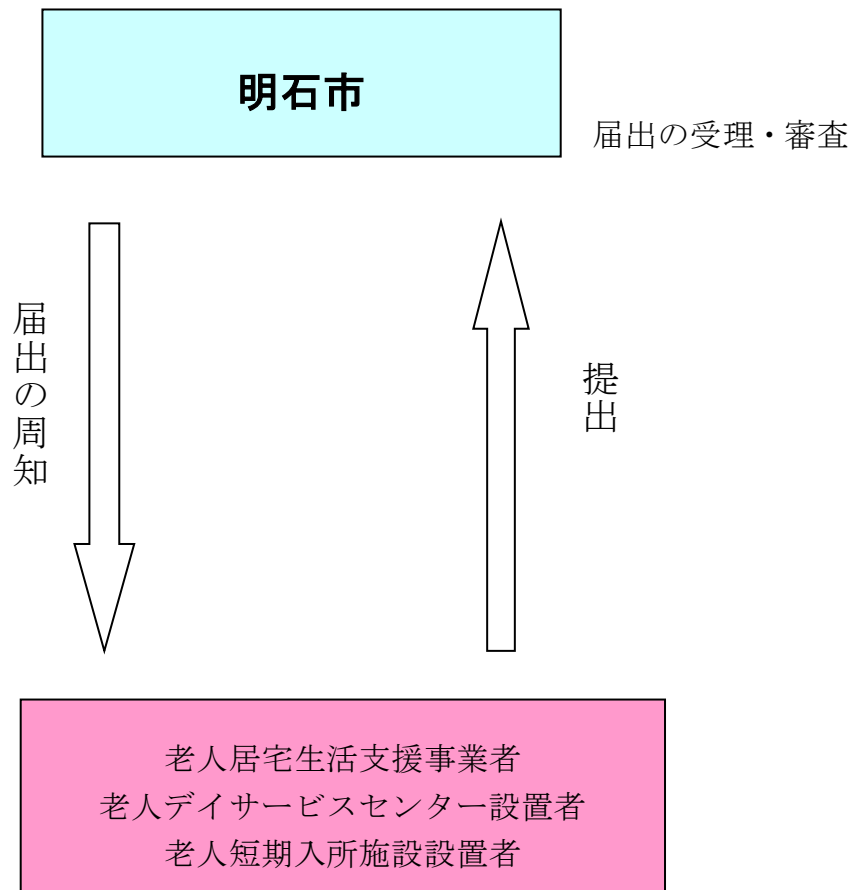 明石市
届出の受理・審査
届出の周知
提出
老人居宅生活支援事業者
老人デイサービスセンター設置者
老人短期入所施設設置者